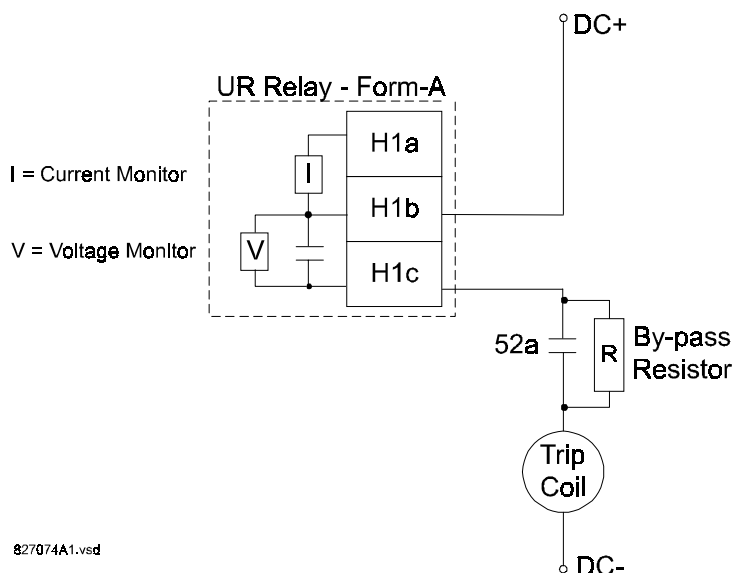 DC+
UR Relay - Form-A
H1a
I = Current Monitor
I
H1b
V = Voltage Monitor
V
H1c
52a
R
By-pass
Resistor
Trip
Coil
827074A1.vsd
DC-